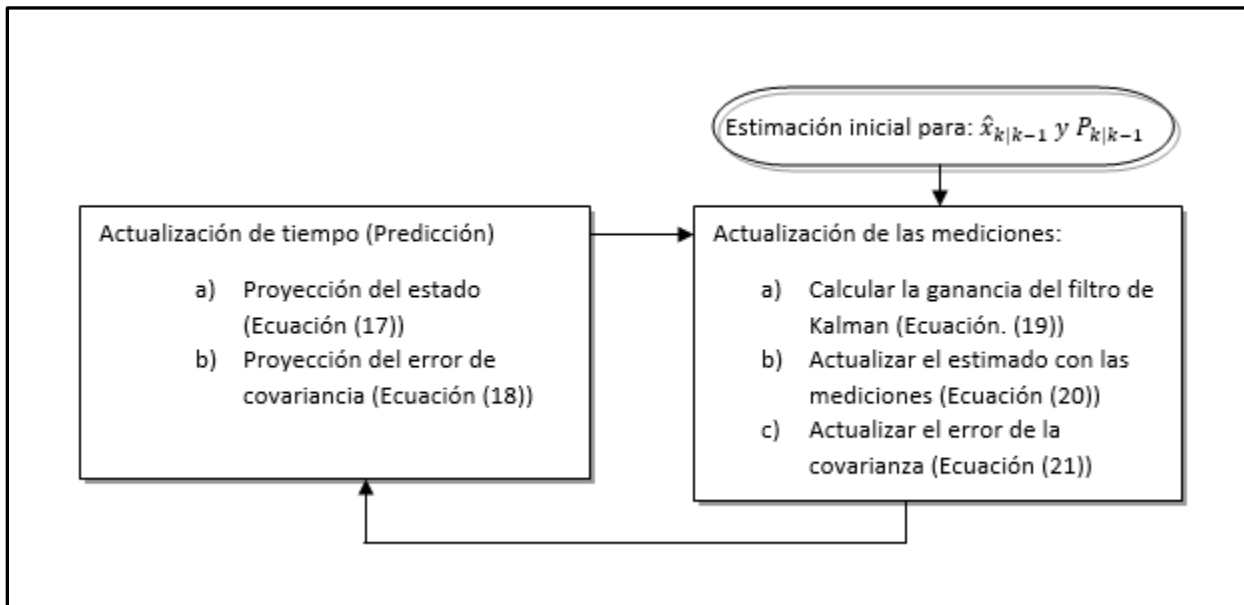 Estimación inicial para: x̂ₖ|ₖ₋₁ y Pₖ|ₖ₋₁
Actualización de tiempo (Predicción)
a) Proyección del estado
(Ecuación (17))
b) Proyección del error de
covariancia (Ecuación (18))
Actualización de las mediciones:
a) Calcular la ganancia del filtro de
Kalman (Ecuación. (19))
b) Actualizar el estimado con las
mediciones (Ecuación (20))
c) Actualizar el error de la
covarianza (Ecuación (21))